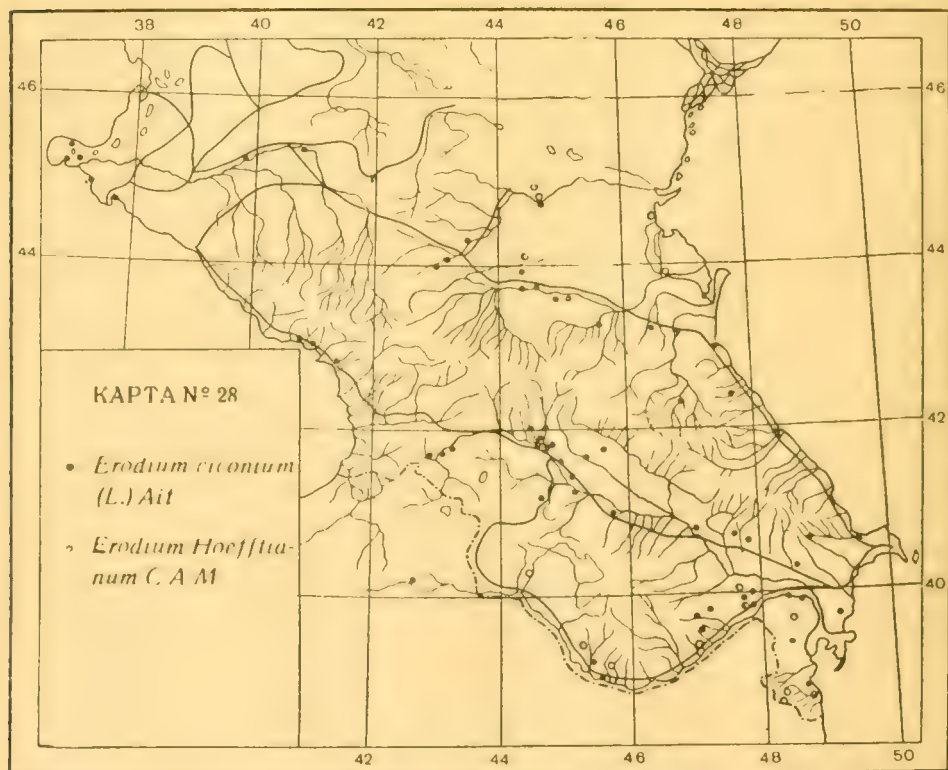 38 40 42 44 46 48 50
46 46
44 44
42 42
40 40
КАРТА № 28
• Erodium ciconium
(L.) Ait
◦ Erodium Hoefftia-
num C. A. M
42 44 46 48 50